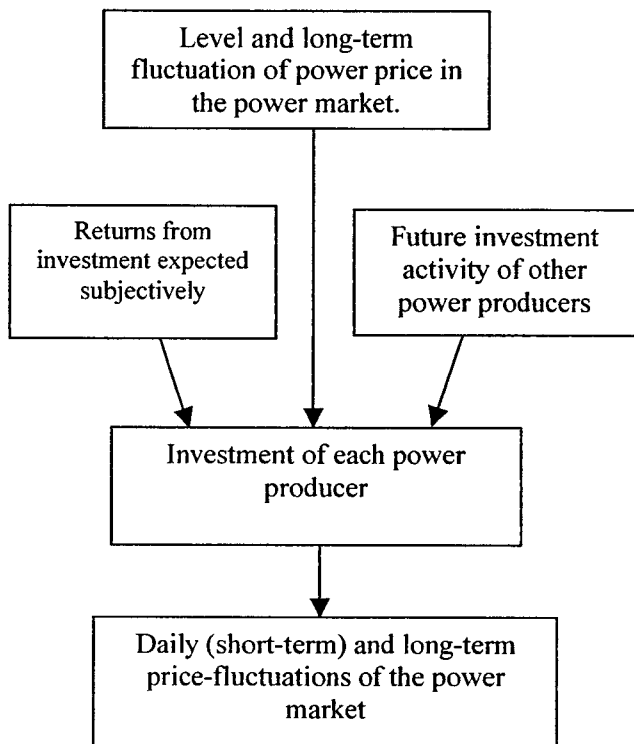 Level and long-term
fluctuation of power price in
the power market.
Returns from
investment expected
subjectively
Future investment
activity of other
power producers
Investment of each power
producer
Daily (short-term) and long-term
price-fluctuations of the power
market